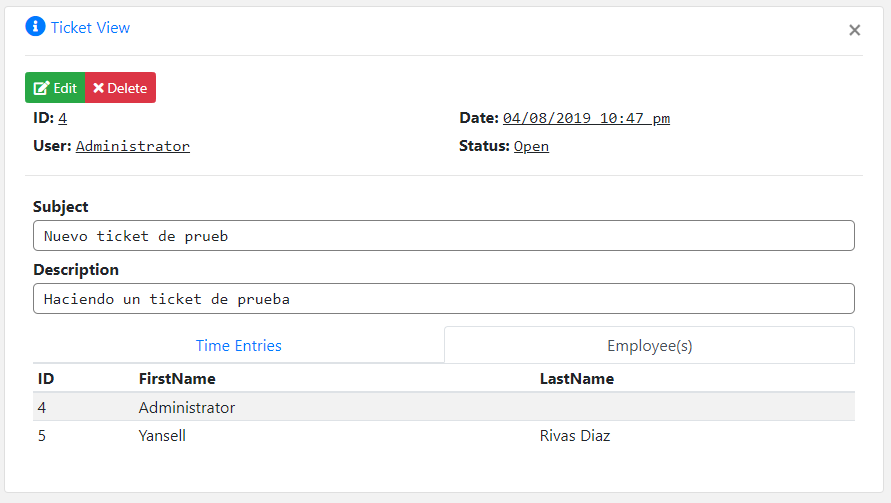 Ticket View
Edit Delete
ID: 4 Date: 04/08/2019 10:47 pm
User: Administrator Status: Open
Subject
Nuevo ticket de prueb
Description
Haciendo un ticket de prueba
Time Entries Employee(s)
ID FirstName LastName
4 Administrator
5 Yansell Rivas Diaz